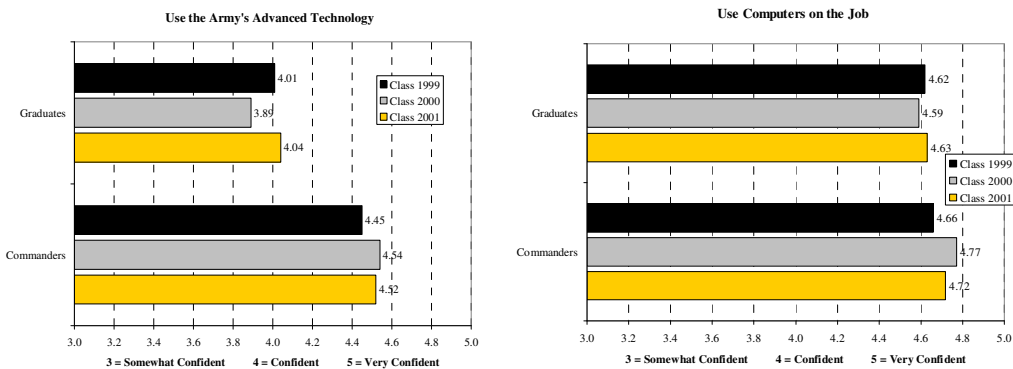 Use the Army's Advanced Technology
Graduates
4.01
3.89
4.04
Class 1999
Class 2000
Class 2001
Commanders
4.45
4.54
4.52
3.0 3.2 3.4 3.6 3.8 4.0 4.2 4.4 4.6 4.8 5.0
3 = Somewhat Confident 4 = Confident 5 = Very Confident
Use Computers on the Job
Graduates
4.62
4.59
4.63
Class 1999
Class 2000
Class 2001
Commanders
4.66
4.77
4.72
3.0 3.2 3.4 3.6 3.8 4.0 4.2 4.4 4.6 4.8 5.0
3 = Somewhat Confident 4 = Confident 5 = Very Confident